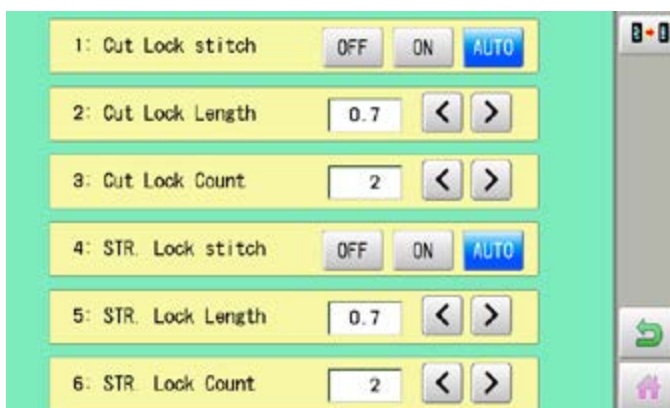 1: Cut Lock stitch OFF ON AUTO
2: Cut Lock Length 0.7
3: Cut Lock Count 2
4: STR. Lock stitch OFF ON AUTO
5: STR. Lock Length 0.7
6: STR. Lock Count 2